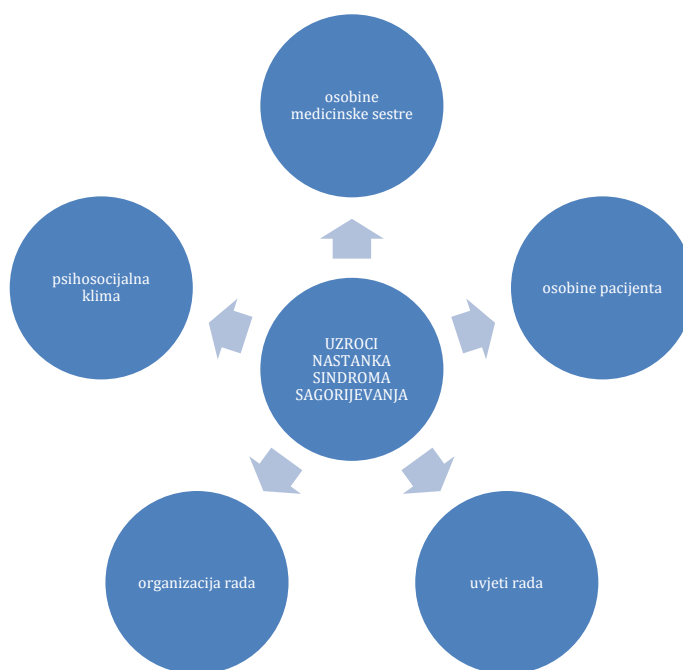 osobine
medicinske sestre
psihosocijalna
klima
osobine pacijenta
UZROCI
NASTANKA
SINDROMA
SAGORIJEVANJA
organizacija rada
uvjeti rada